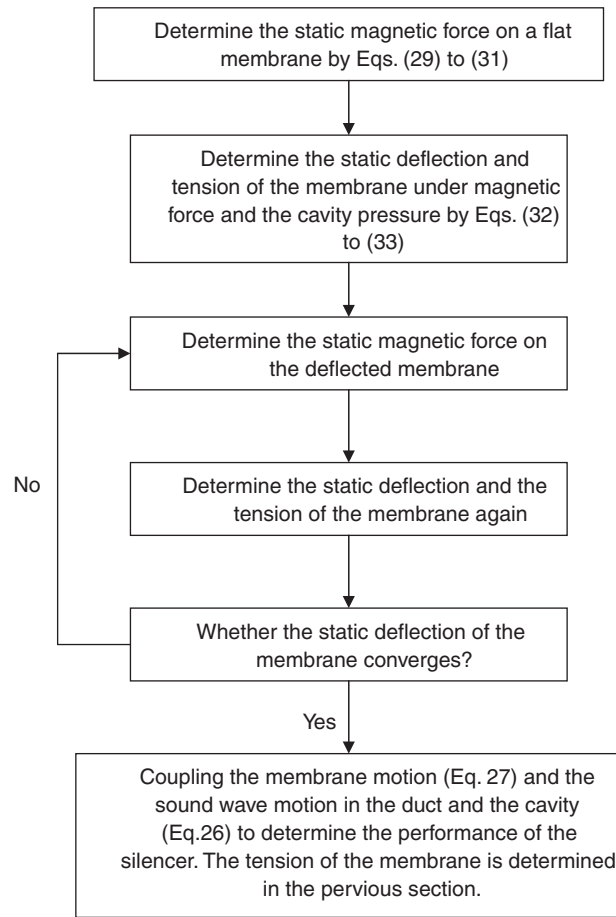 Determine the static magnetic force on a flat
membrane by Eqs. (29) to (31)
Determine the static deflection and
tension of the membrane under magnetic
force and the cavity pressure by Eqs. (32)
to (33)
Determine the static magnetic force on
the deflected membrane
No
Determine the static deflection and the
tension of the membrane again
Whether the static deflection of the
membrane converges?
Yes
Coupling the membrane motion (Eq. 27) and the
sound wave motion in the duct and the cavity
(Eq.26) to determine the performance of the
silencer. The tension of the membrane is determined
in the pervious section.